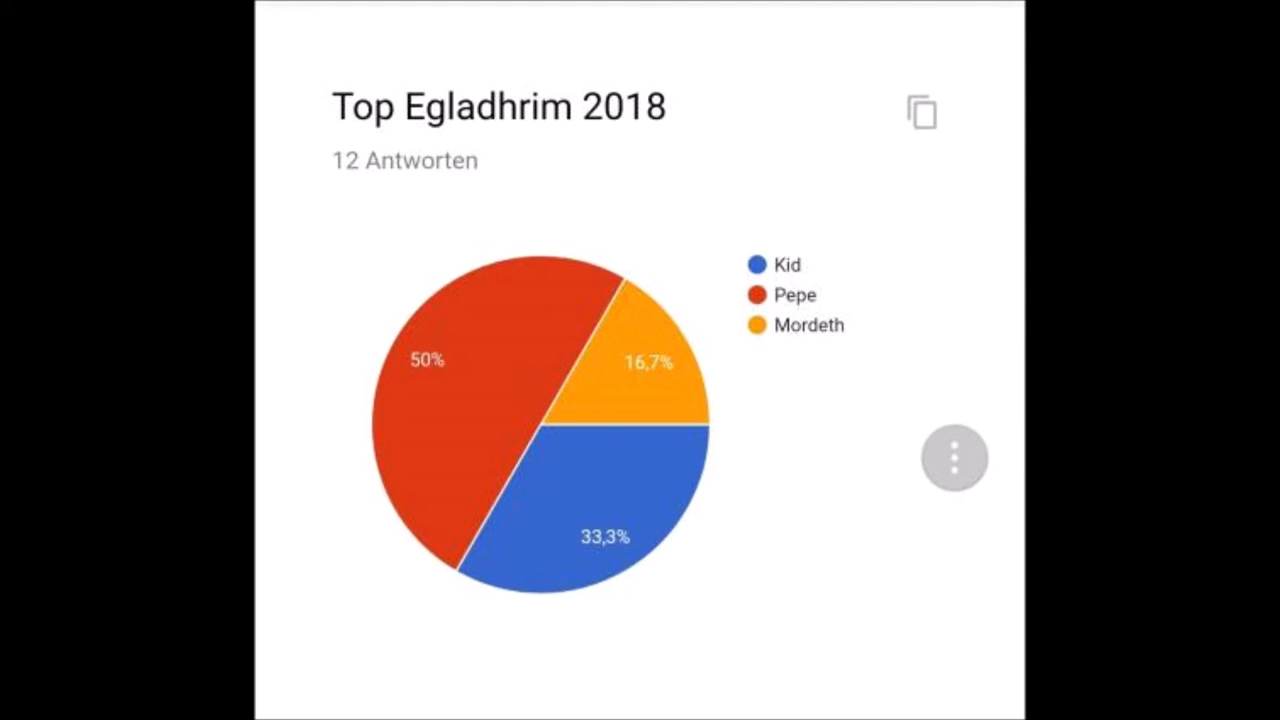 Top Egladhrim 2018
12 Antworten
Kid
Pepe
Mordeth
50%
16,7%
33,3%